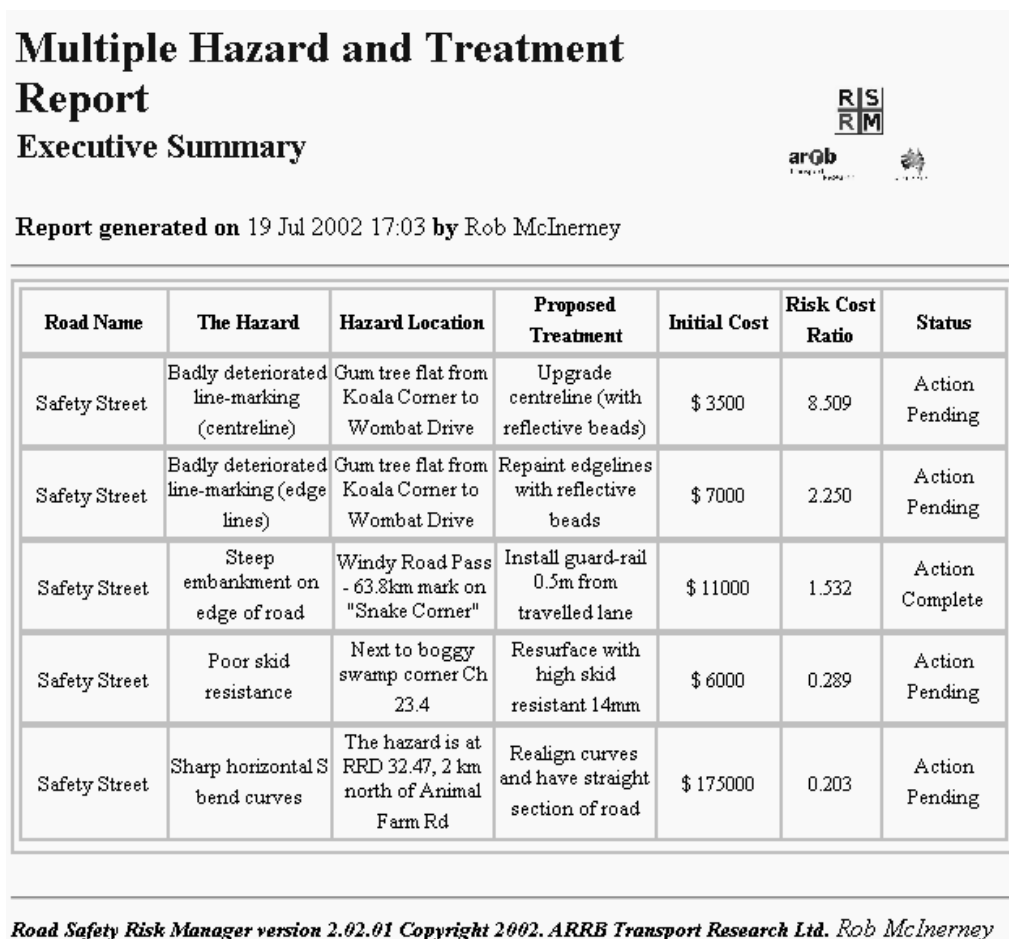 Multiple Hazard and Treatment
Report
Executive Summary
R S
R M
arrb
Report generated on 19 Jul 2002 17:03 by Rob McInerney
Road Name The Hazard Hazard Location Proposed Treatment Initial Cost Risk Cost Ratio Status
Safety Street Badly deteriorated line-marking (centreline) Gum tree flat from Koala Corner to Wombat Drive Upgrade centreline (with reflective beads) $ 3500 8.509 Action Pending
Safety Street Badly deteriorated line-marking (edge lines) Gum tree flat from Koala Corner to Wombat Drive Repaint edgelines with reflective beads $ 7000 2.250 Action Pending
Safety Street Steep embankment on edge of road Windy Road Pass - 63.8km mark on "Snake Corner" Install guard-rail 0.5m from travelled lane $ 11000 1.532 Action Complete
Safety Street Poor skid resistance Next to boggy swamp corner Ch 23.4 Resurface with high skid resistant 14mm $ 6000 0.289 Action Pending
Safety Street Sharp horizontal S bend curves The hazard is at RRD 32.47, 2 km north of Animal Farm Rd Realign curves and have straight section of road $ 175000 0.203 Action Pending
Road Safety Risk Manager version 2.02.01 Copyright 2002. ARRB Transport Research Ltd. Rob McInerney